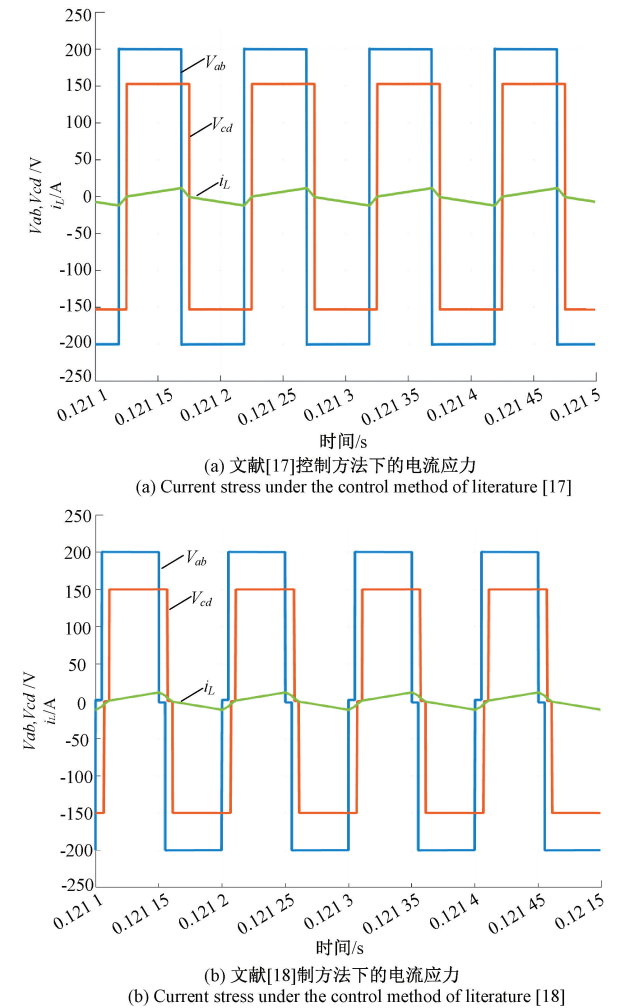 250
200
150
100
50
0
-50
-100
-150
-200
-250
Vab,Vcd /V
iL/A
Vab
Vcd
iL
0.121 1
0.121 15
0.121 2
0.121 25
0.121 3
0.121 35
0.121 4
0.121 45
0.121 5
时间/s
(a) 文献[17]控制方法下的电流应力
(a) Current stress under the control method of literature [17]
250
200
150
100
50
0
-50
-100
-150
-200
-250
Vab,Vcd /V
iL/A
Vab
Vcd
iL
0.121 1
0.121 15
0.121 2
0.121 25
0.121 3
0.121 35
0.121 4
0.121 45
0.12 15
时间/s
(b) 文献[18]制方法下的电流应力
(b) Current stress under the control method of literature [18]